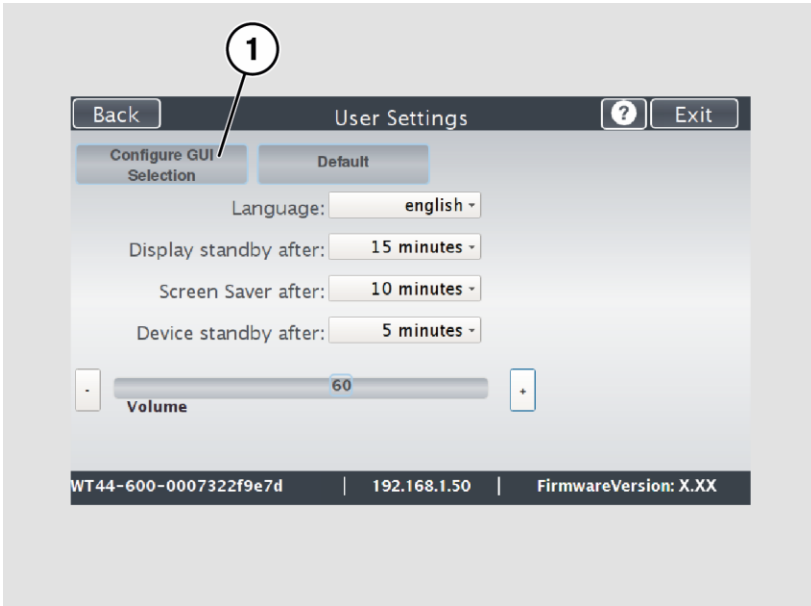 1
Back User Settings ? Exit
Configure GUI Default
Selection
Language: english
Display standby after: 15 minutes
Screen Saver after: 10 minutes
Device standby after: 5 minutes
- 60 +
Volume
WT44-600-0007322f9e7d | 192.168.1.50 | FirmwareVersion: X.XX